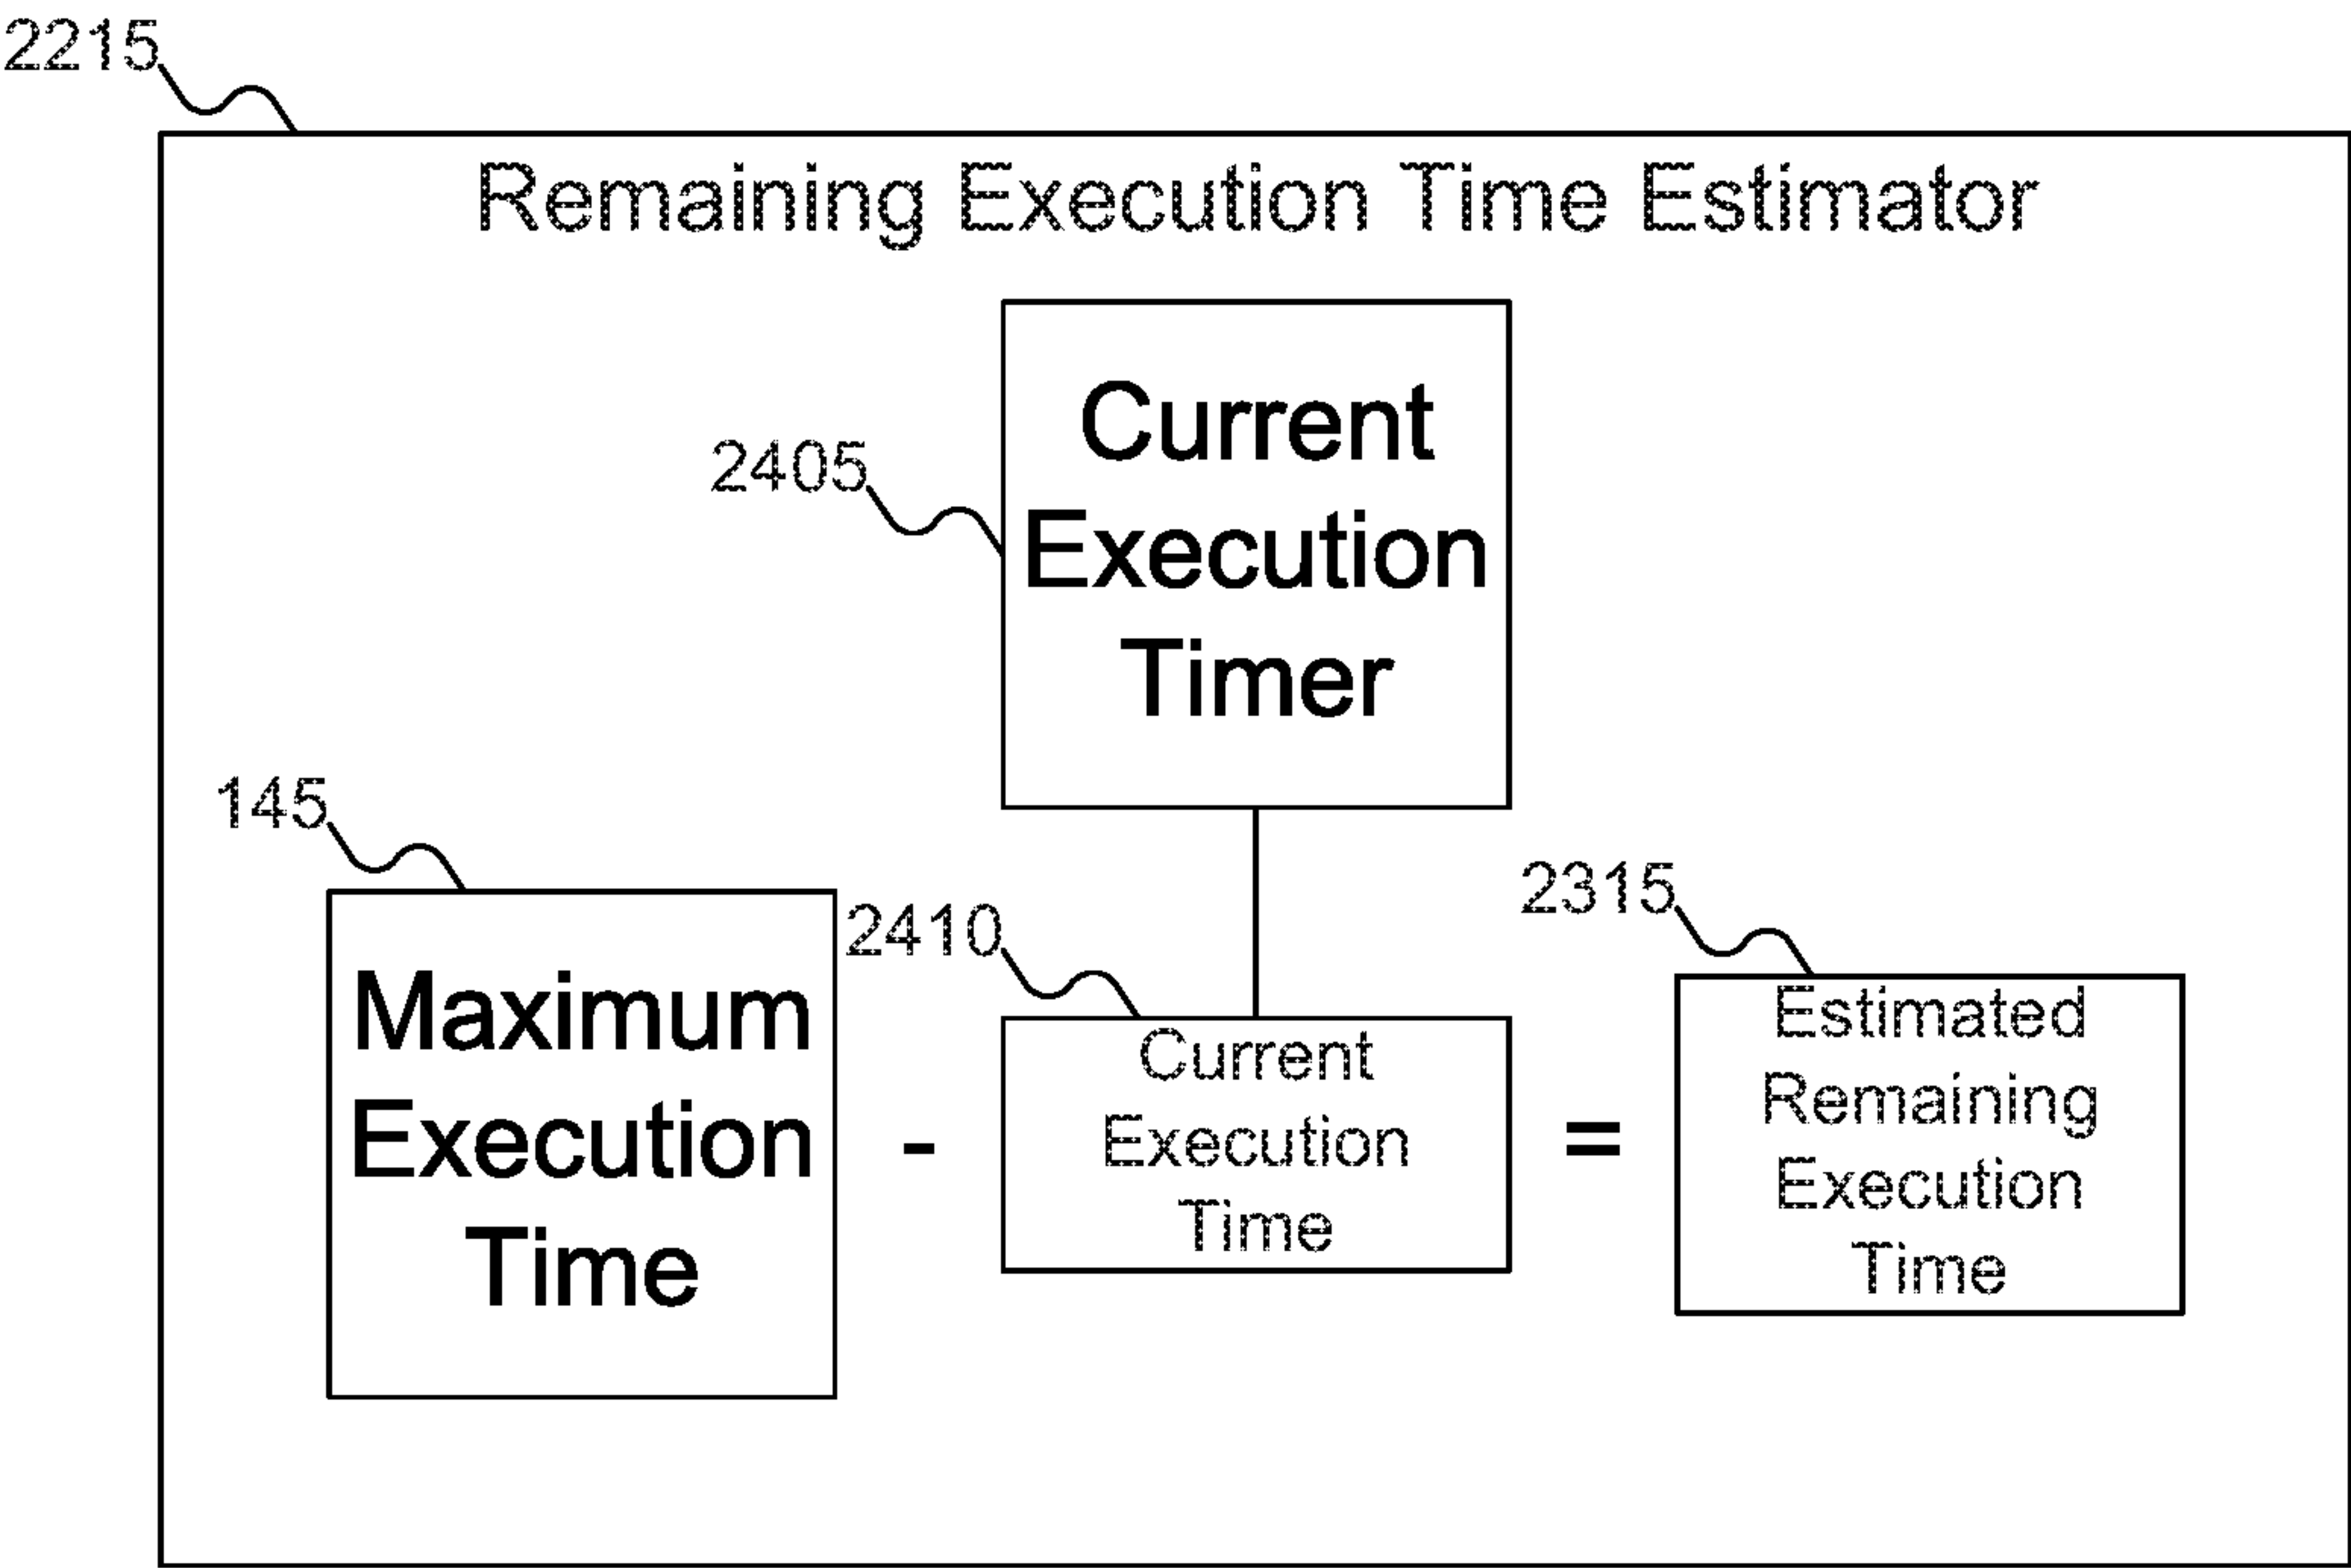 2215
Remaining Execution Time Estimator
2405
Current
Execution
Timer
145
Maximum
Execution
Time
-
2410
Current
Execution
Time
=
2315
Estimated
Remaining
Execution
Time